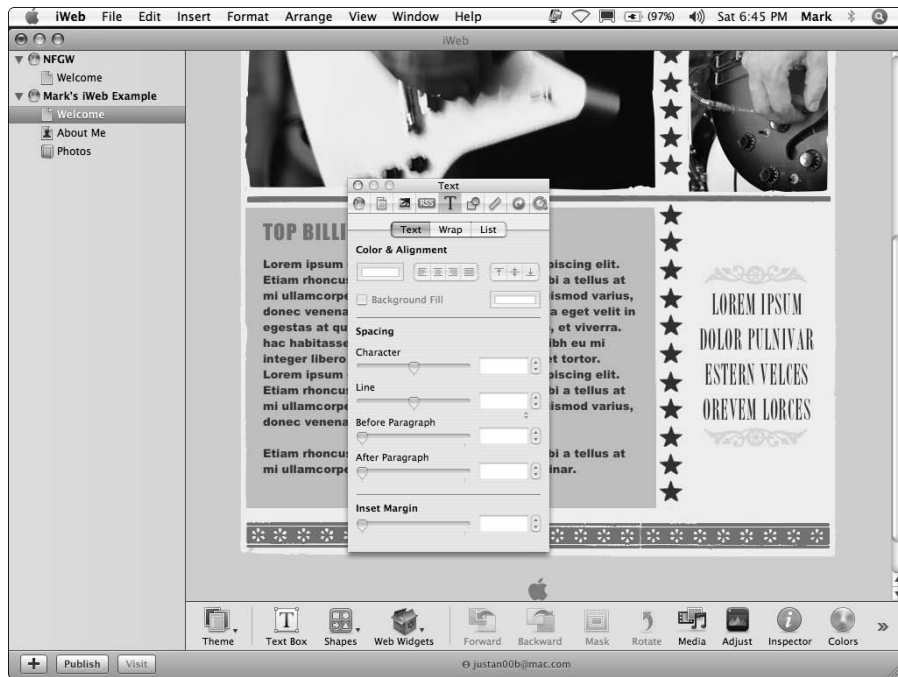 iWeb File Edit Insert Format Arrange View Window Help (97%) Sat 6:45 PM Mark
iWeb
NFGW
Welcome
Mark's iWeb Example
Welcome
About Me
Photos
Text
RSS T
Text Wrap List
Color & Alignment
Background Fill
Spacing
Character
Line
Before Paragraph
After Paragraph
Inset Margin
TOP BILLI
Lorem ipsum piscing elit.
Etiam rhoncus bi a tellus at
mi ullamcorpe ismod varius,
donec venena a eget velit in
egestas at qu , et viverra.
hac habitasse ibh eu mi
integer libero et tortor.
Lorem ipsum piscing elit.
Etiam rhoncus bi a tellus at
mi ullamcorpe ismod varius,
donec venena
Etiam rhoncus bi a tellus at
mi ullamcorpe inar.
LOREM IPSUM
DOLOR PULNIVAR
ESTERN VELCES
OREVEM LORCES
Theme Text Box Shapes Web Widgets Forward Backward Mask Rotate Media Adjust Inspector Colors
Publish Visit justan00b@mac.com